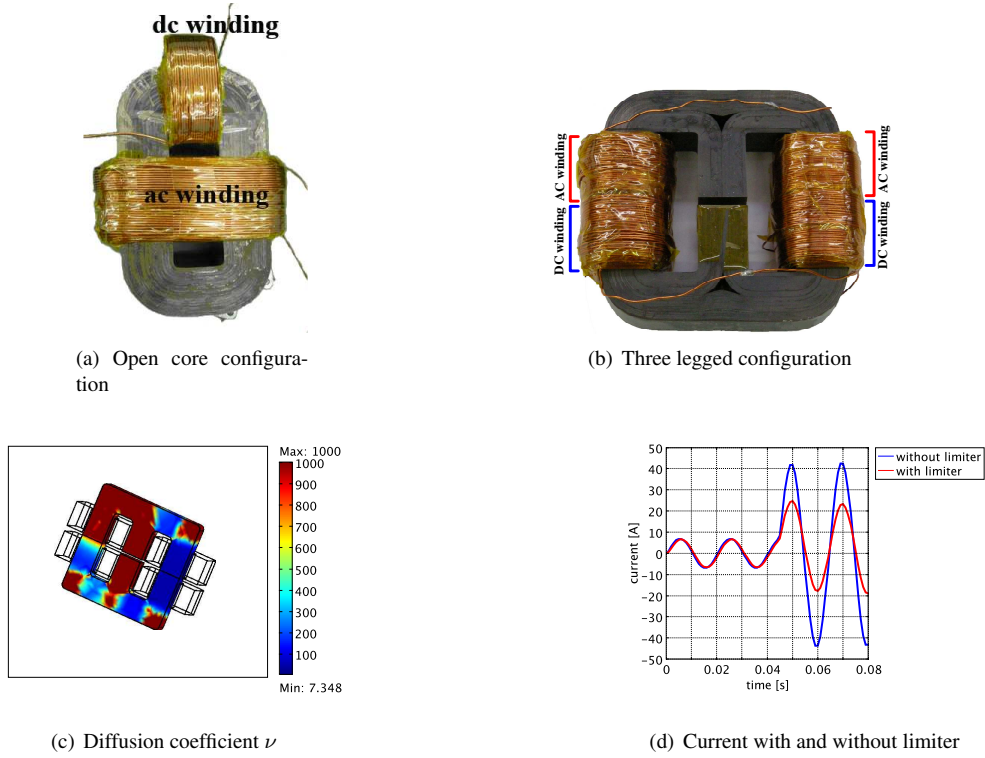 dc winding
ac winding
AC winding
DC winding
AC winding
DC winding
(a) Open core configura-
tion
(b) Three legged configuration
Max: 1000
1000
900
800
700
600
500
400
300
200
100
Min: 7.348
50
40
30
20
10
0
−10
−20
−30
−40
−50
current [A]
0
0.02
0.04
0.06
0.08
time [s]
without limiter
with limiter
(c) Diffusion coefficient ν
(d) Current with and without limiter